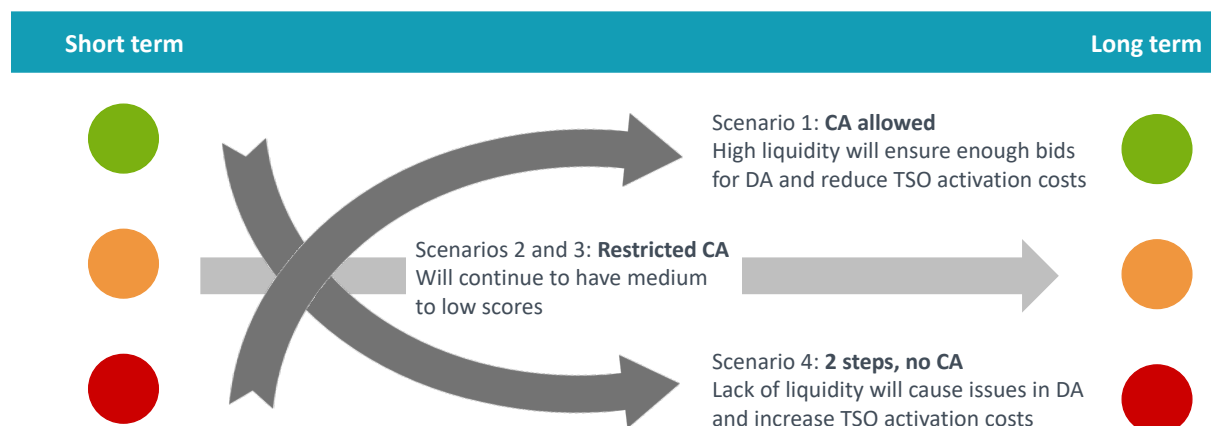 Short term
Long term
Scenario 1: CA allowed
High liquidity will ensure enough bids
for DA and reduce TSO activation costs
Scenarios 2 and 3: Restricted CA
Will continue to have medium
to low scores
Scenario 4: 2 steps, no CA
Lack of liquidity will cause issues in DA
and increase TSO activation costs